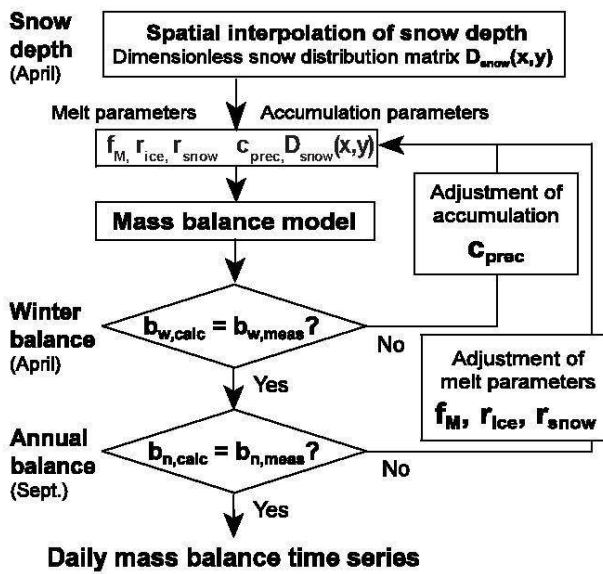 Snow
depth
(April)
Spatial interpolation of snow depth
Dimensionless snow distribution matrix D_snow(x,y)
Melt parameters
Accumulation parameters
f_M, r_ice, r_snow c_prec, D_snow(x,y)
Mass balance model
Adjustment of
accumulation
c_prec
Winter
balance
(April)
b_w,calc = b_w,meas?
No
Yes
Adjustment of
melt parameters
f_M, r_ice, r_snow
Annual
balance
(Sept.)
b_n,calc = b_n,meas?
No
Yes
Daily mass balance time series